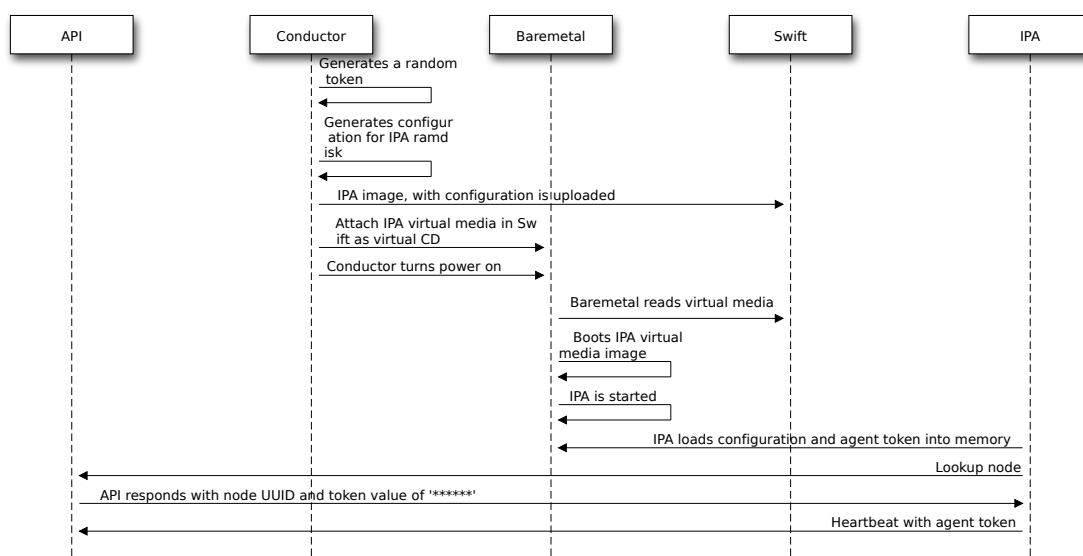 API
Conductor
Baremetal
Swift
IPA
Generates a random
token
Generates configur
ation for IPA ramd
isk
IPA image, with configuration is uploaded
Attach IPA virtual media in Sw
ift as virtual CD
Conductor turns power on
Baremetal reads virtual media
Boots IPA virtual
media image
IPA is started
IPA loads configuration and agent token into memory
Lookup node
API responds with node UUID and token value of '******'
Heartbeat with agent token